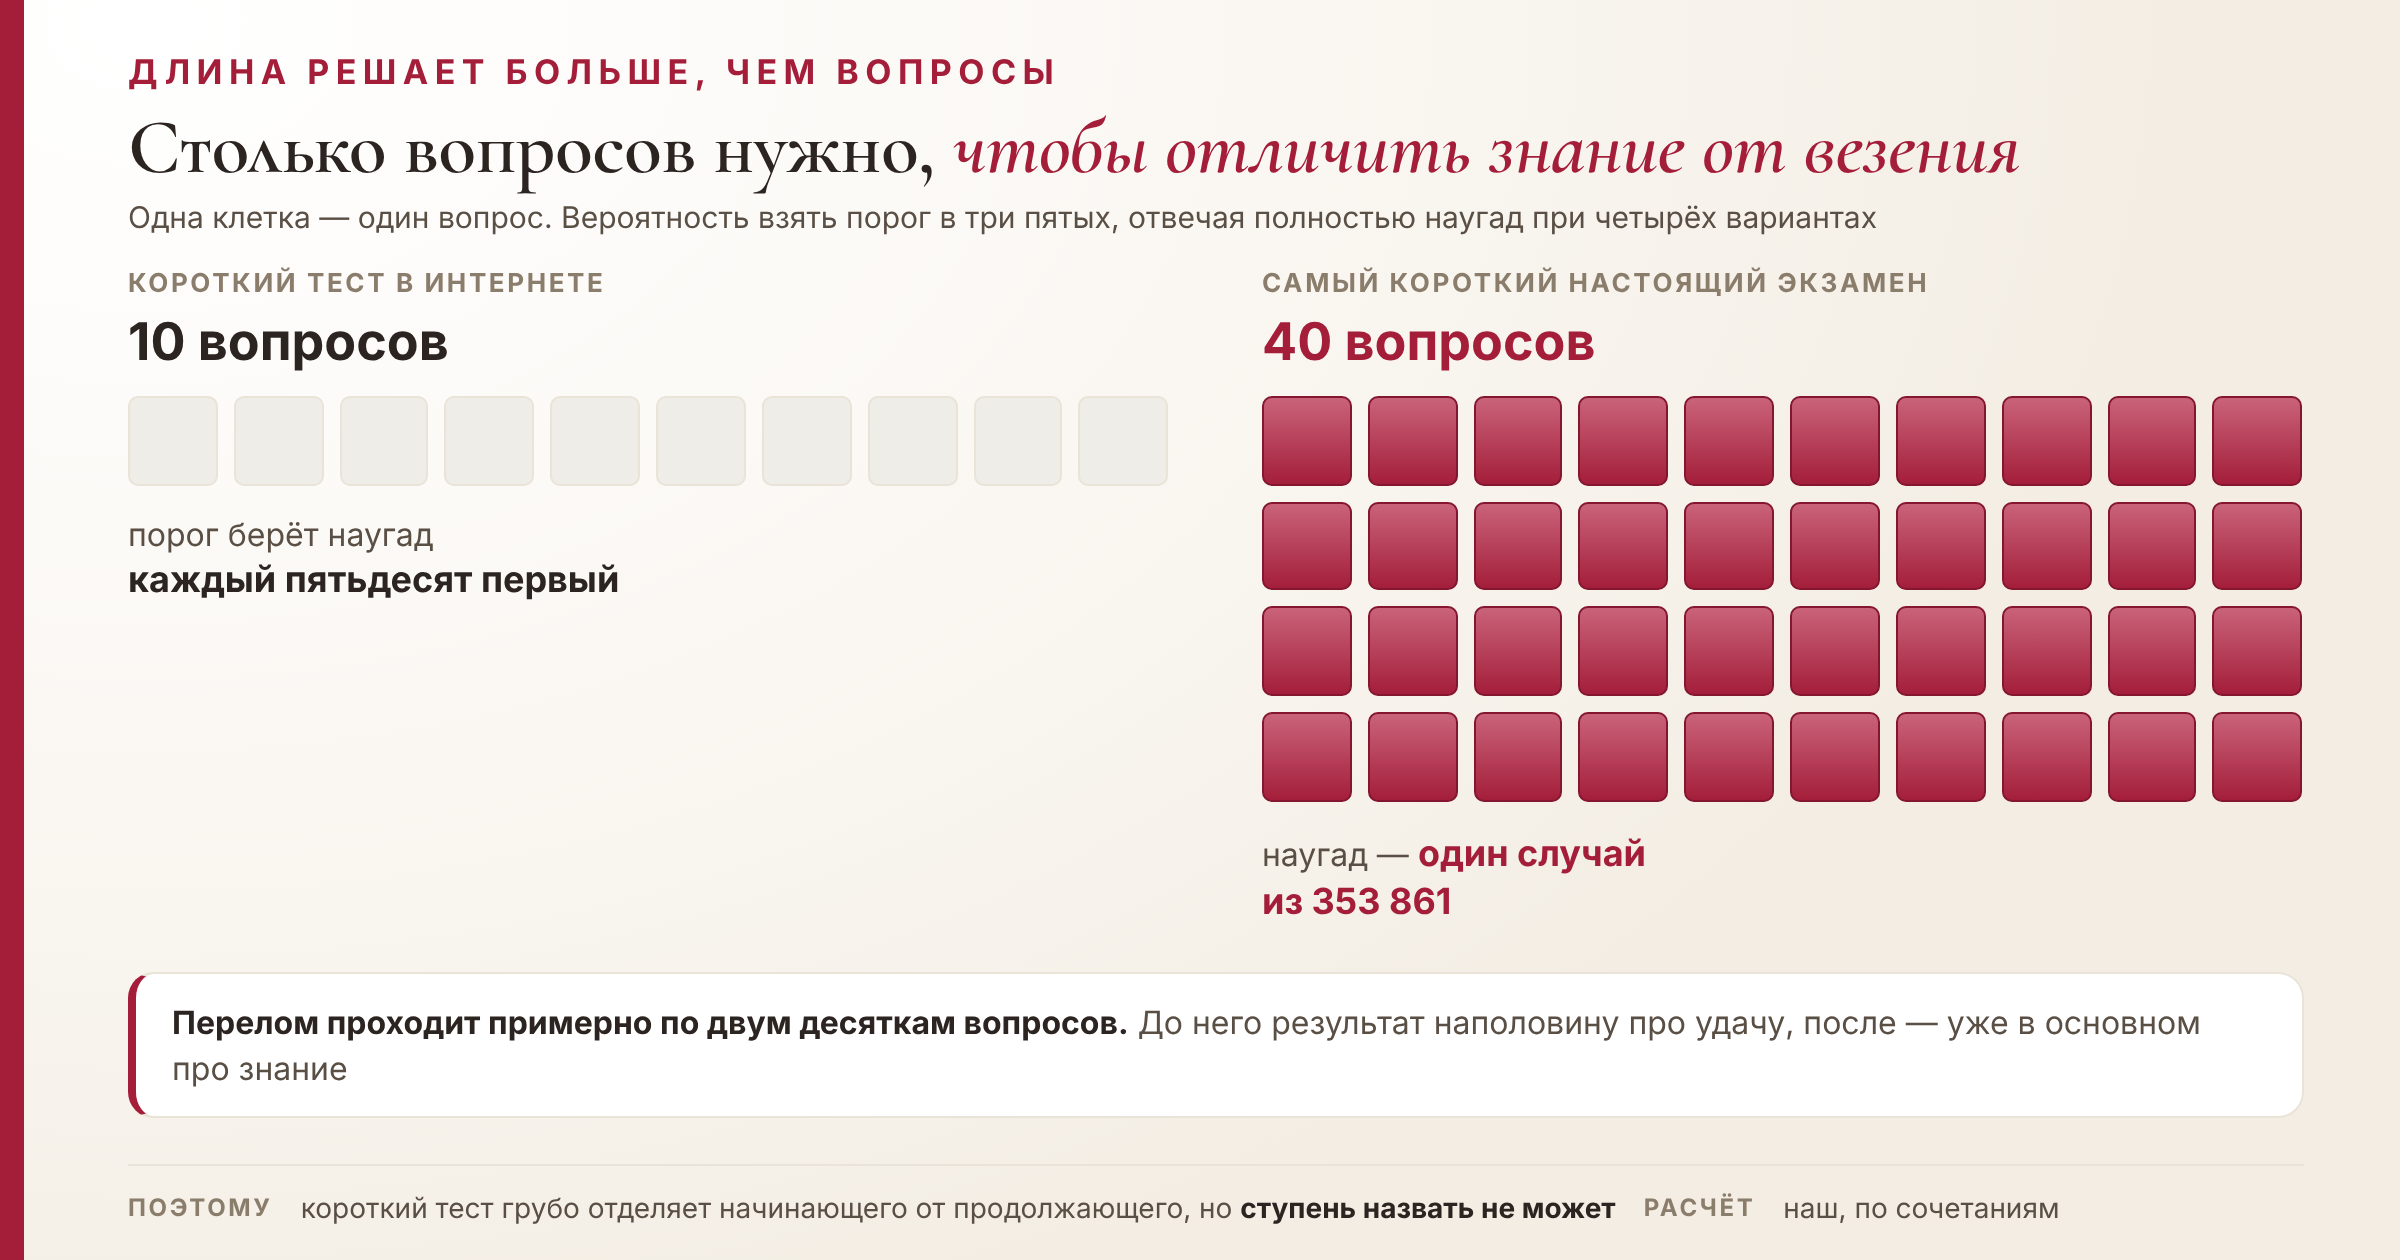 ДЛИНА РЕШАЕТ БОЛЬШЕ, ЧЕМ ВОПРОСЫ
Столько вопросов нужно, чтобы отличить знание от везения
Одна клетка — один вопрос. Вероятность взять порог в три пятых, отвечая полностью наугад при четырёх вариантах
КОРОТКИЙ ТЕСТ В ИНТЕРНЕТЕ
10 вопросов
порог берёт наугад
каждый пятьдесят первый
САМЫЙ КОРОТКИЙ НАСТОЯЩИЙ ЭКЗАМЕН
40 вопросов
наугад — один случай
из 353 861
Перелом проходит примерно по двум десяткам вопросов. До него результат наполовину про удачу, после — уже в основном
про знание
ПОЭТОМУ короткий тест грубо отделяет начинающего от продолжающего, но ступень назвать не может РАСЧЁТ наш, по сочетаниям